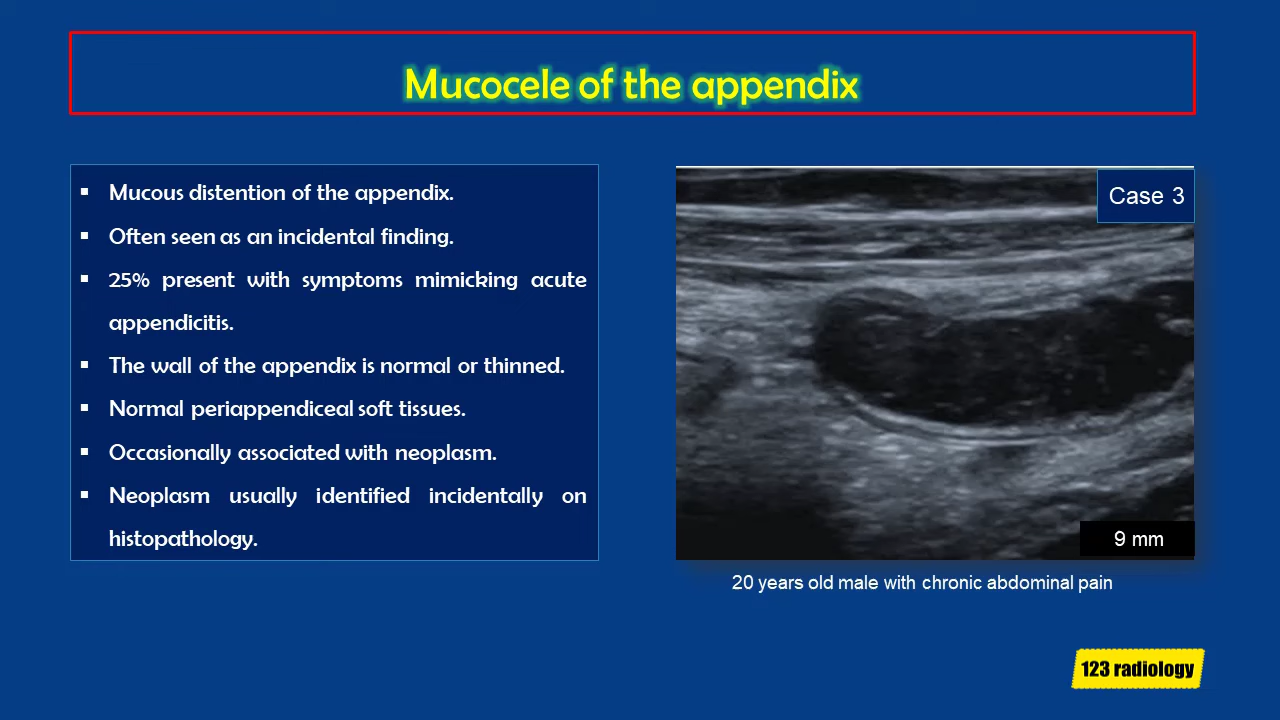 Mucocele of the appendix
▪ Mucous distention of the appendix.
▪ Often seen as an incidental finding.
▪ 25% present with symptoms mimicking acute
appendicitis.
▪ The wall of the appendix is normal or thinned.
▪ Normal periappendiceal soft tissues.
▪ Occasionally associated with neoplasm.
▪ Neoplasm usually identified incidentally on
histopathology.
Case 3
9 mm
20 years old male with chronic abdominal pain
123 radiology